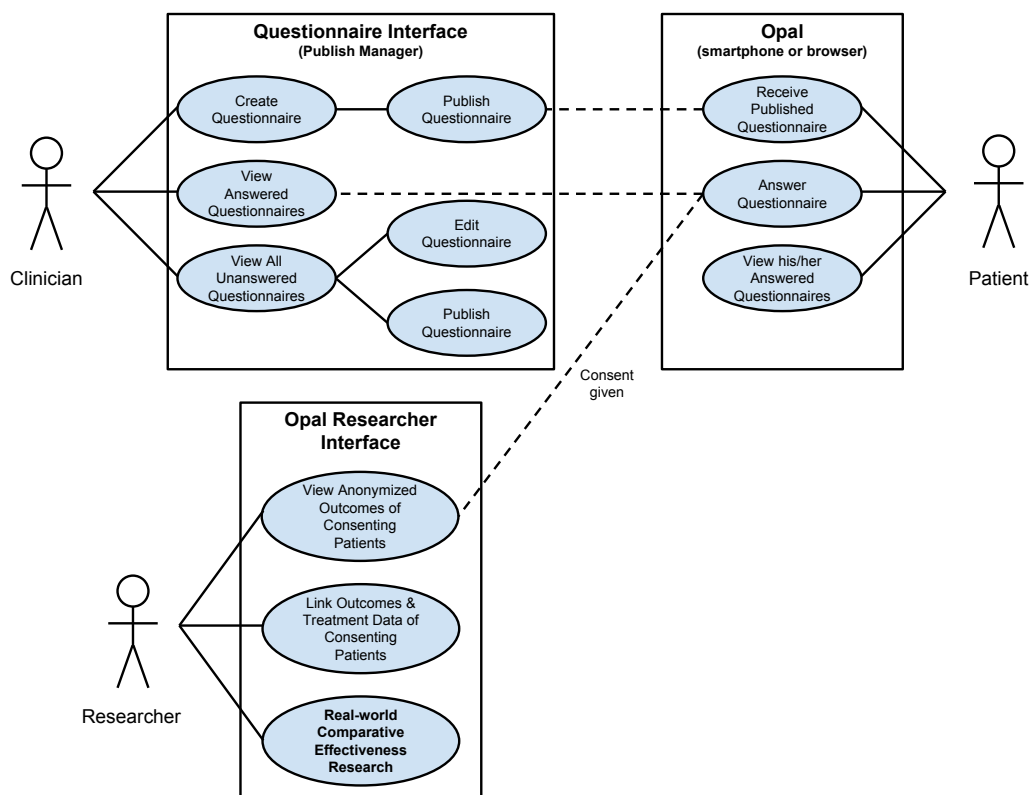 Questionnaire Interface
(Publish Manager)
Create
Questionnaire
Publish
Questionnaire
View
Answered
Questionnaires
Edit
Questionnaire
View All
Unanswered
Questionnaires
Publish
Questionnaire
Clinician
Opal
(smartphone or browser)
Receive
Published
Questionnaire
Answer
Questionnaire
View his/her
Answered
Questionnaires
Patient
Consent
given
Opal Researcher
Interface
View Anonymized
Outcomes of
Consenting
Patients
Link Outcomes &
Treatment Data of
Consenting
Patients
Real-world
Comparative
Effectiveness
Research
Researcher